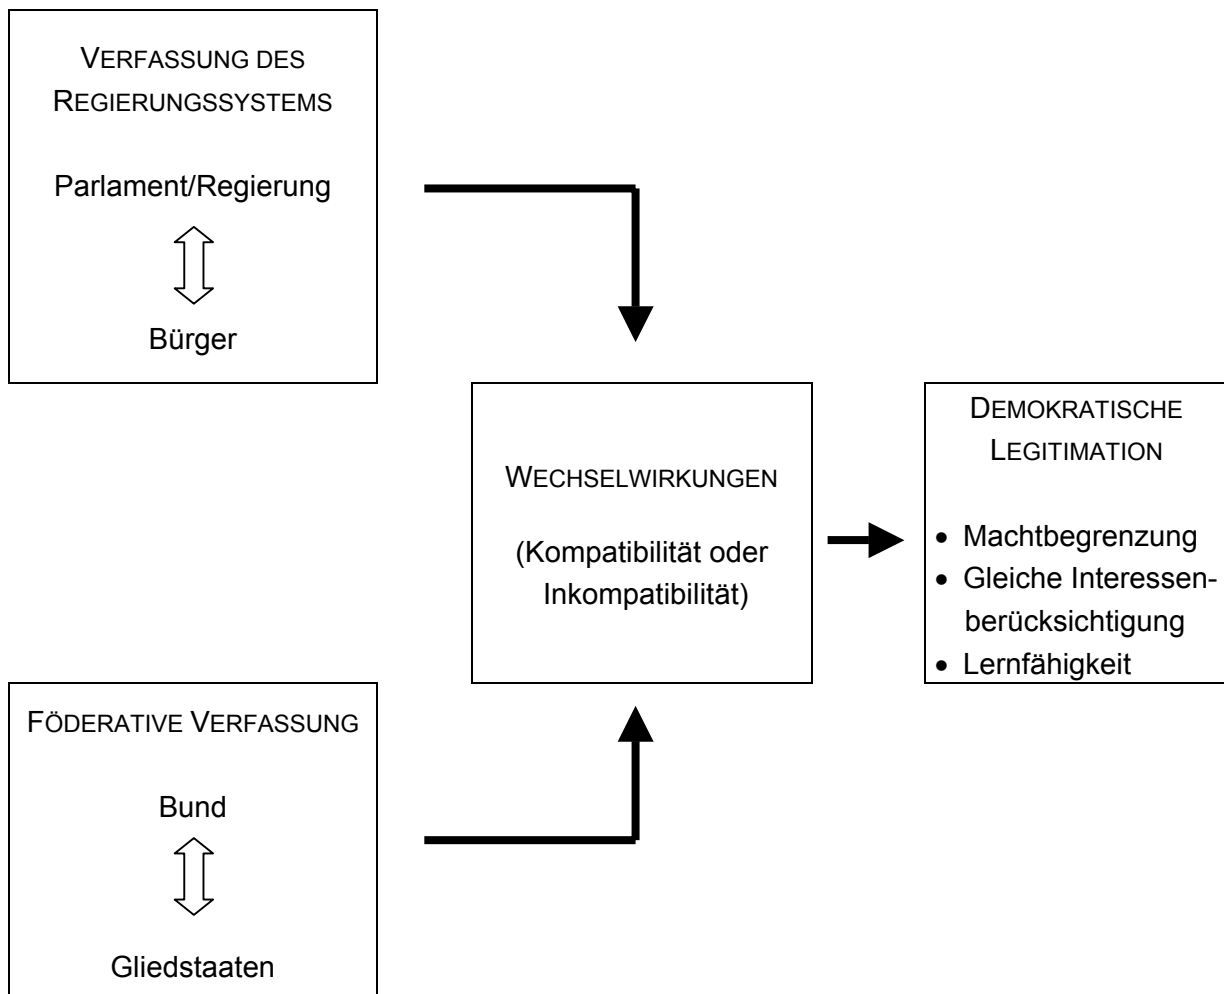 VERFASSUNG DES
REGIERUNGSSYSTEMS
Parlament/Regierung
Bürger
WECHSELWIRKUNGEN
(Kompatibilität oder
Inkompatibilität)
DEMOKRATISCHE
LEGITIMATION
• Machtbegrenzung
• Gleiche Interessen-
berücksichtigung
• Lernfähigkeit
FÖDERATIVE VERFASSUNG
Bund
Gliedstaaten